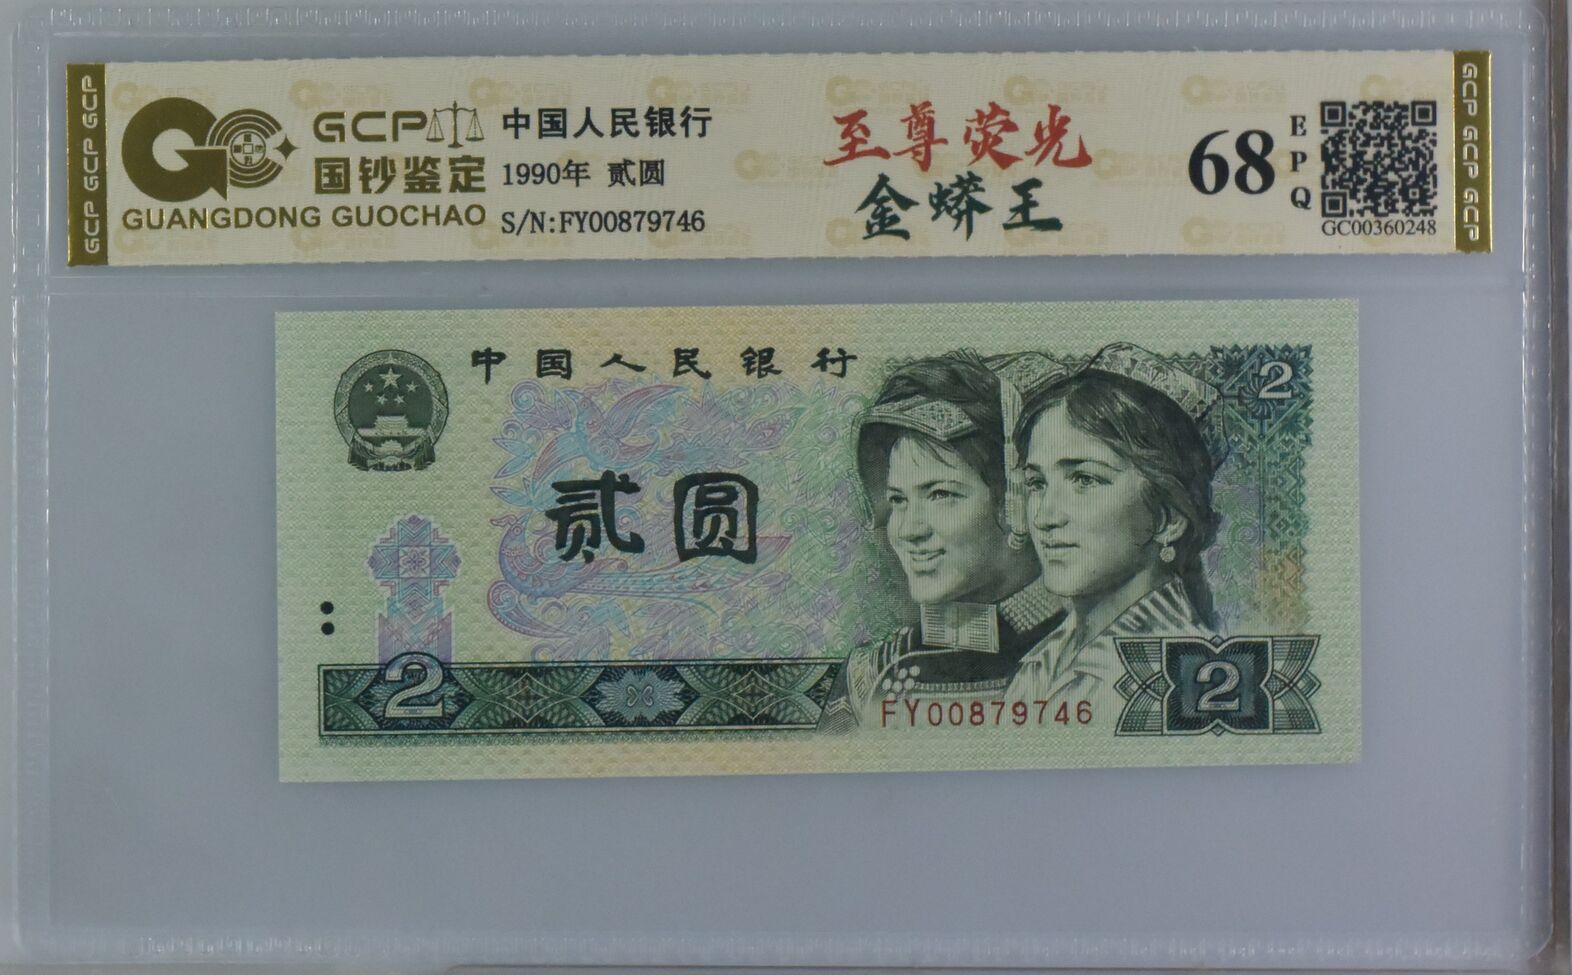 GCP GCP GCP
GCP
国钞鉴定
GUANGDONG GUOCHAO
中国人民银行
1990年 贰圆
S/N:FY00879746
至尊荧光
金蟒王
68
EPQ
GC00360248
GCP GCP GCP
中国人民银行
2
贰圆
2
FY00879746
2